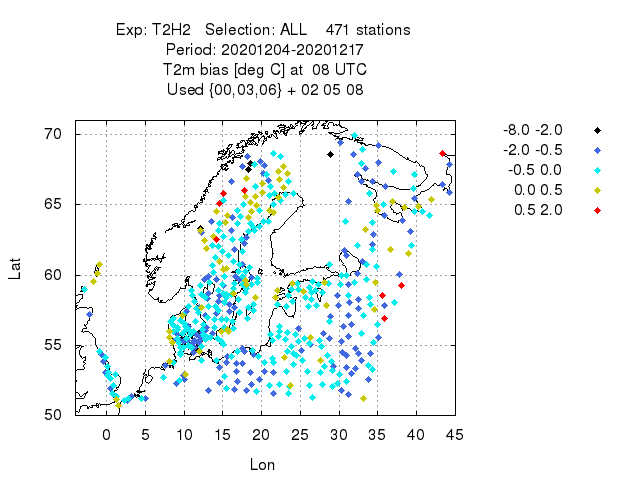 Exp: T2H2   Selection: ALL    471 stations
Period: 20201204-20201217
T2m bias [deg C] at  08 UTC
Used {00,03,06} + 02 05 08
-8.0 -2.0
-2.0 -0.5
-0.5 0.0
0.0 0.5
0.5 2.0
70
65
60
55
50
Lat
0 5 10 15 20 25 30 35 40 45
Lon